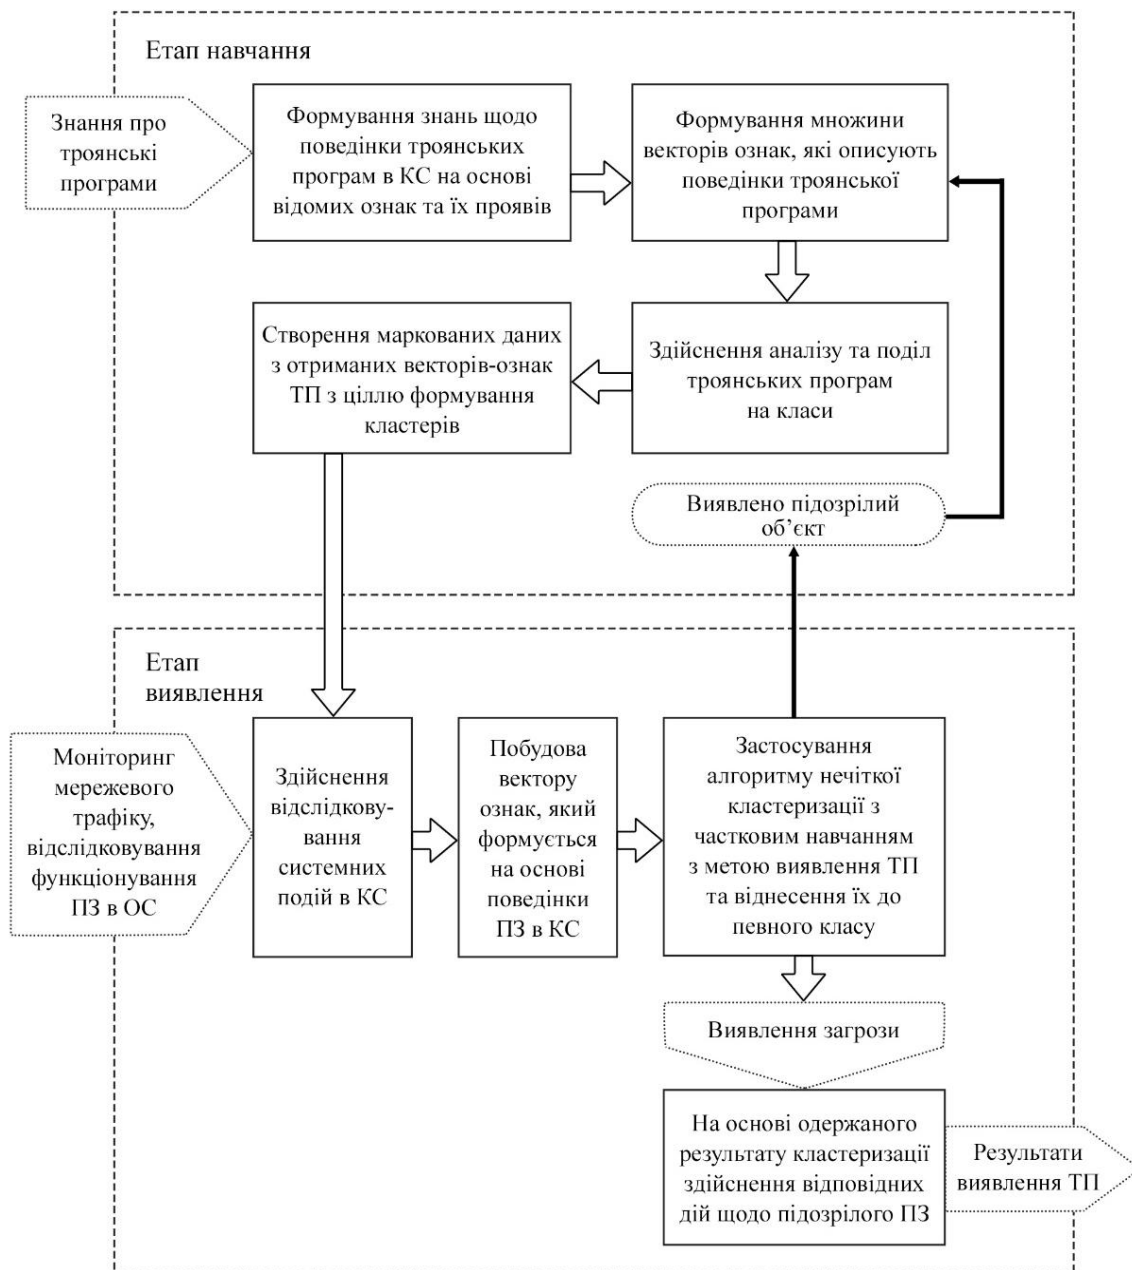 Етап навчання
Знання про
троянські
програми
Формування знань щодо
поведінки троянських
програм в КС на основі
відомих ознак та їх проявів
Формування множини
векторів ознак, які описують
поведінки троянської
програми
Створення маркованих даних
з отриманих векторів-ознак
ТП з ціллю формування
кластерів
Здійснення аналізу та поділ
троянських програм
на класи
Виявлено підозрілий
об’єкт
Етап
виявлення
Моніторинг
мережевого
трафіку,
відслідковування
функціонування
ПЗ в ОС
Здійснення
відслідкову-
вання
системних
подій в КС
Побудова
вектору
ознак, який
формується
на основі
поведінки
ПЗ в КС
Застосування
алгоритму нечіткої
кластеризації з
частковим навчанням
з метою виявлення ТП
та віднесення їх до
певного класу
Виявлення загрози
На основі одержаного
результату кластеризації
здійснення відповідних
дій щодо підозрілого ПЗ
Результати
виявлення ТП